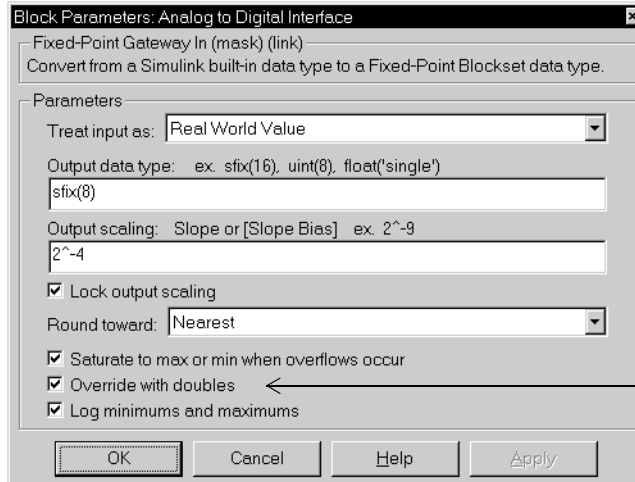 Block Parameters: Analog to Digital Interface
Fixed-Point Gateway In (mask) (link)
Convert from a Simulink built-in data type to a Fixed-Point Blockset data type.
Parameters
Treat input as: Real World Value
Output data type: ex. sfix(16), uint(8), float('single')
sfix(8)
Output scaling: Slope or [Slope Bias] ex. 2^-9
2^-4
Lock output scaling
Round toward: Nearest
Saturate to max or min when overflows occur
Override with doubles
Log minimums and maximums
OK Cancel Help Apply